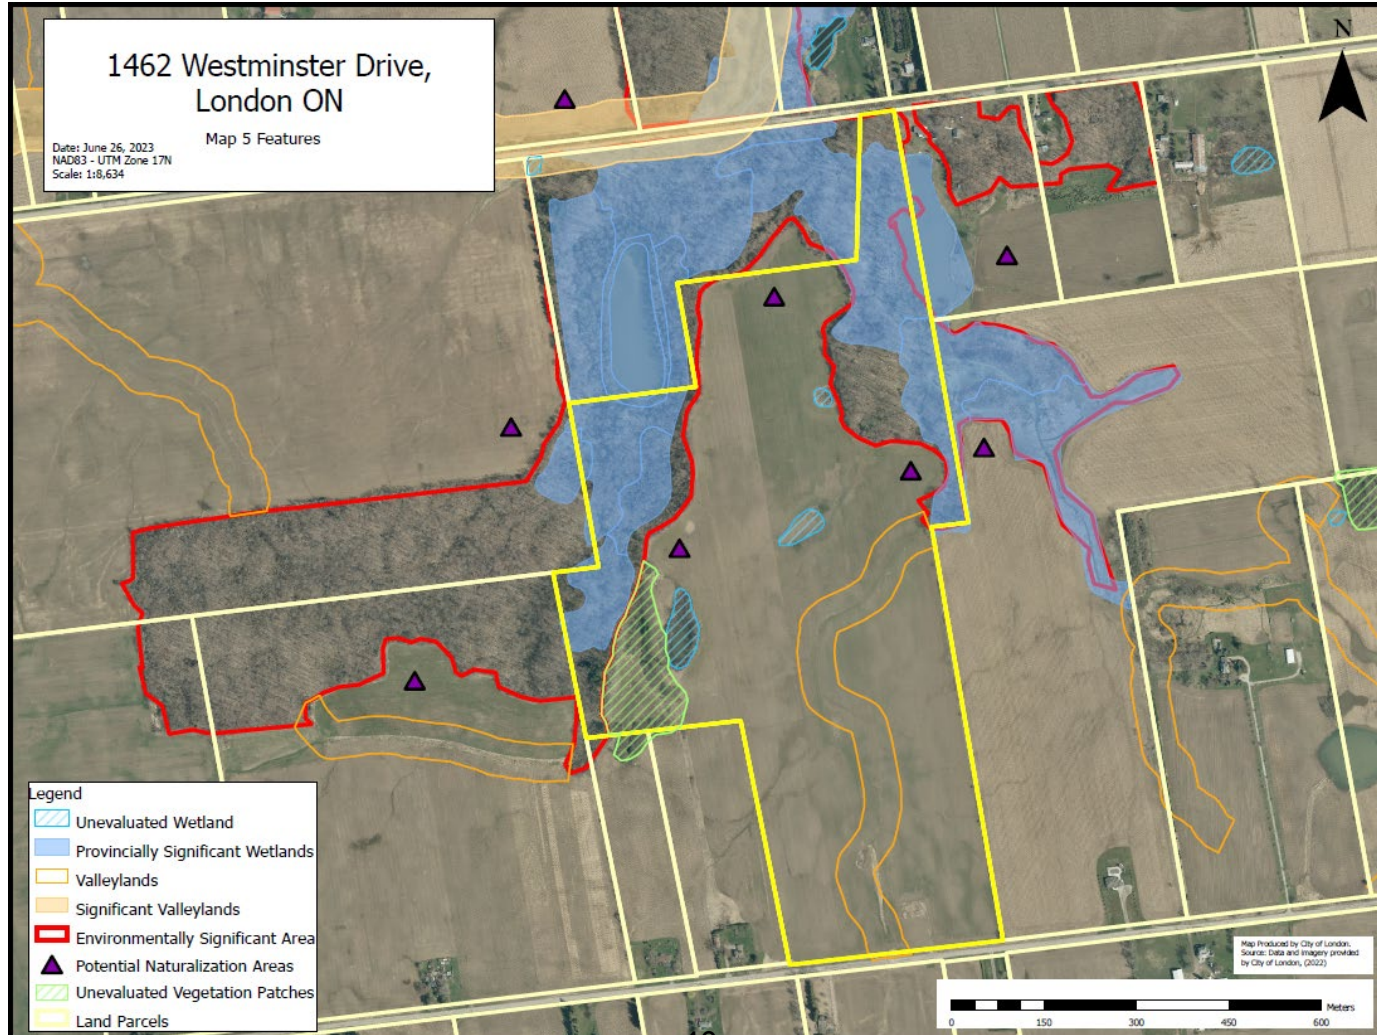 1462 Westminster Drive,
London ON
Map 5 Features
Date: June 26, 2023
NAD83 - UTM Zone 17N
Scale: 1:8,634
N
Legend
Unevaluated Wetland
Provincially Significant Wetlands
Valleylands
Significant Valleylands
Environmentally Significant Area
Potential Naturalization Areas
Unevaluated Vegetation Patches
Land Parcels
Map Produced by City of London.
Source: Data and Imagery provided
by City of London, (2022)
Meters
0 150 300 450 600